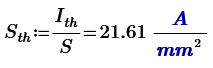 S_th := I_th / S = 21.61 A / mm²